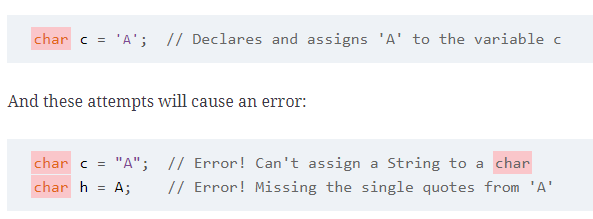 char c = 'A';  // Declares and assigns 'A' to the variable c
And these attempts will cause an error:
char c = "A";  // Error! Can't assign a String to a char
char h = A;    // Error! Missing the single quotes from 'A'